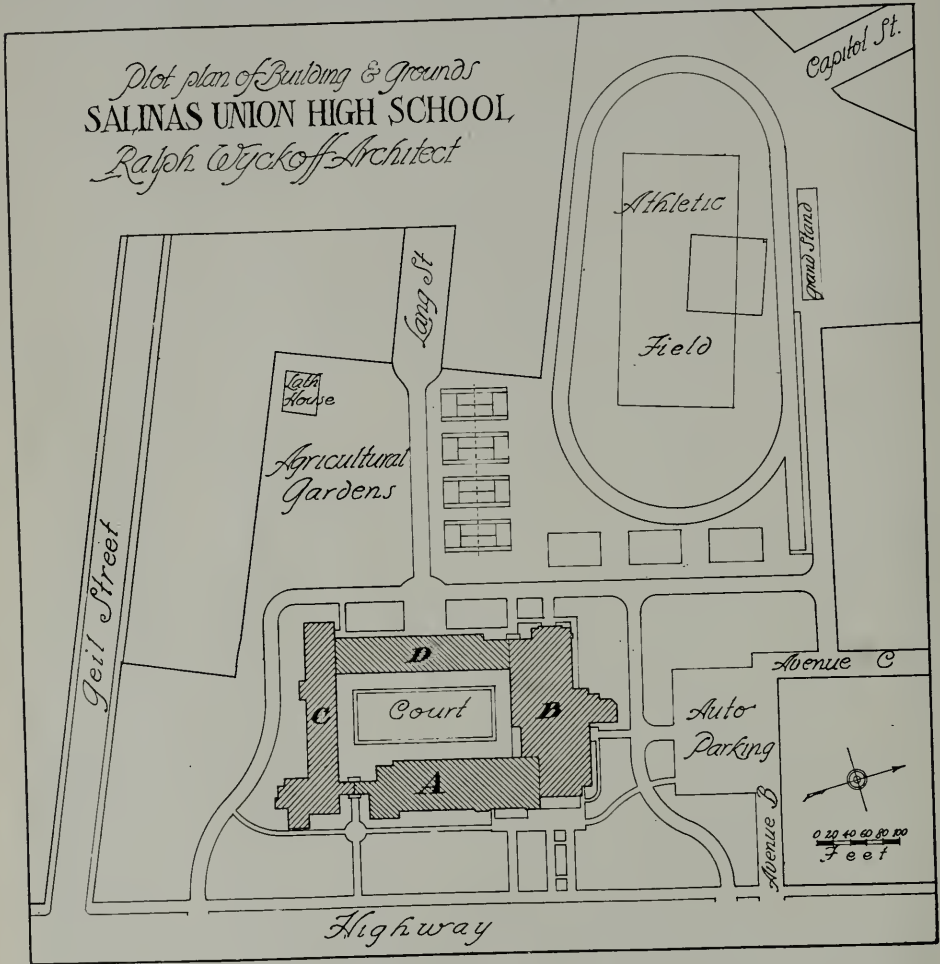 Plot plan of Building & Grounds
SALINAS UNION HIGH SCHOOL
Ralph Wyckoff Architect
Capitol St.
Athletic
Field
Grand Stand
Lang St
Lath
House
Agricultural
Gardens
Geil Street
D
C
Court
B
A
Avenue C
Auto
Parking
Avenue B
0 20 40 60 80 100
Feet
Highway